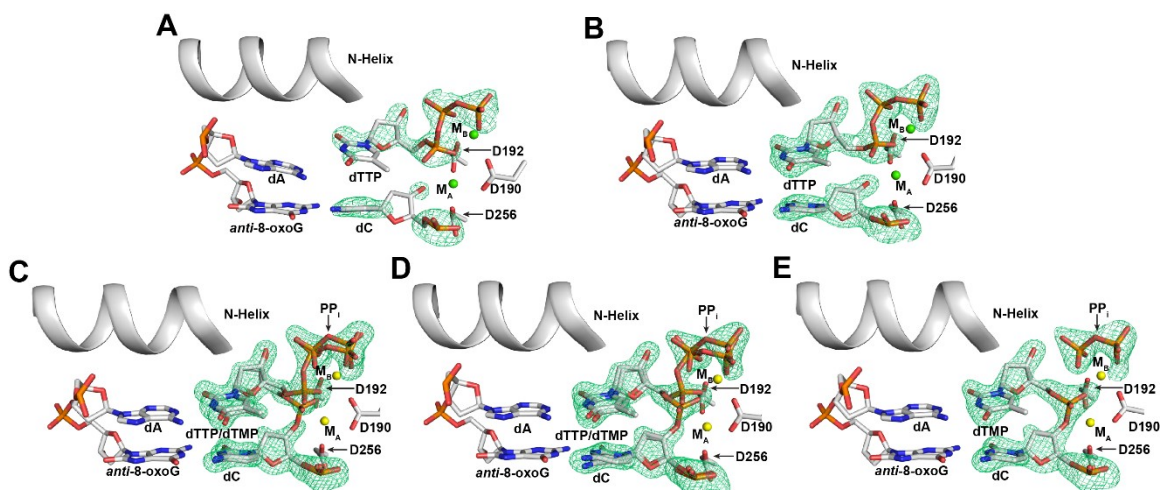 A
N-Helix
M_B
D192
dA
dTTP
D190
M_A
D256
anti-8-oxoG
dC
B
N-Helix
M_B
D192
dA
dTTP
D190
M_A
D256
anti-8-oxoG
dC
C
PP_i
N-Helix
M_B
D192
dA
D190
dTTP/dTMP
M_A
D256
anti-8-oxoG
dC
D
PP_i
N-Helix
M_B
D192
dA
D190
dTTP/dTMP
M_A
D256
anti-8-oxoG
dC
E
PP_i
N-Helix
M_B
D192
dA
D190
dTMP
M_A
D256
anti-8-oxoG
dC